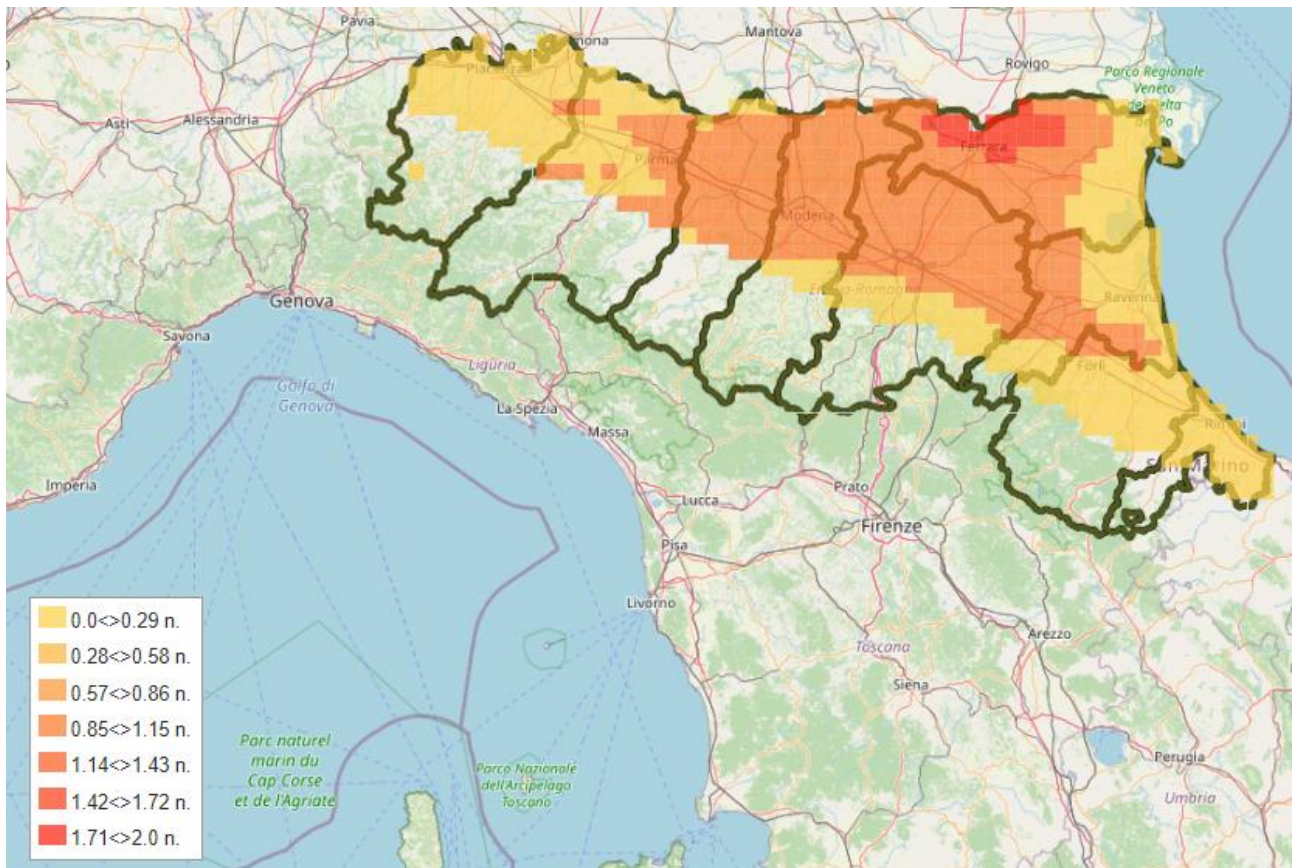 Pavia
Mantova
Rovigo
Parco Regionale
Veneto
del Delta
Asti
Alessandria
Ferrara
Parma
Modena
Genova
Ravenna
Savona
Liguria
Forlì
Golfo di
Genova
La Spezia
Massa
San Marino
Imperia
Prato
Lucca
Firenze
Pisa
Livorno
Arezzo
Toscana
Siena
Perugia
Umbria
Parc naturel
marin du
Cap Corse
et de l'Agriate
Parco Nazionale
dell'Arcipelago
Toscano
0.0<>0.29 n.
0.28<>0.58 n.
0.57<>0.86 n.
0.85<>1.15 n.
1.14<>1.43 n.
1.42<>1.72 n.
1.71<>2.0 n.